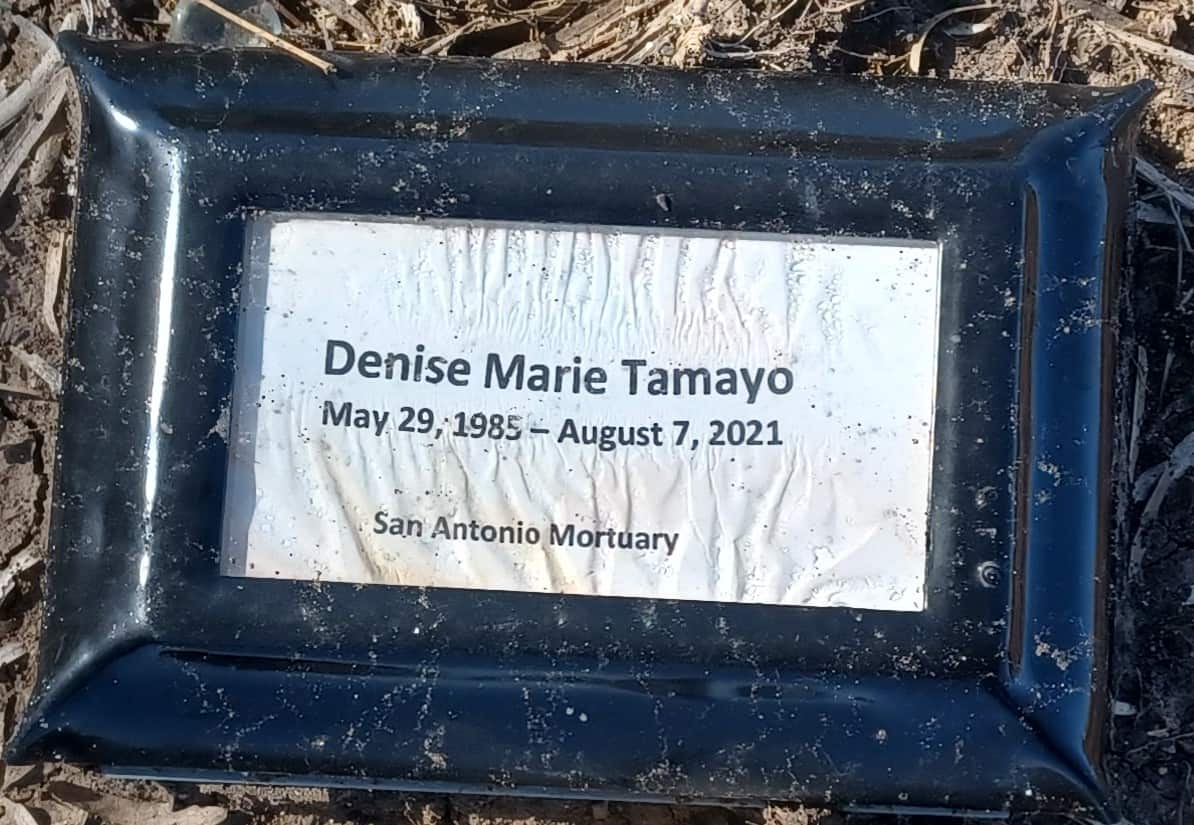 Denise Marie Tamayo
May 29, 1985 – August 7, 2021
San Antonio Mortuary